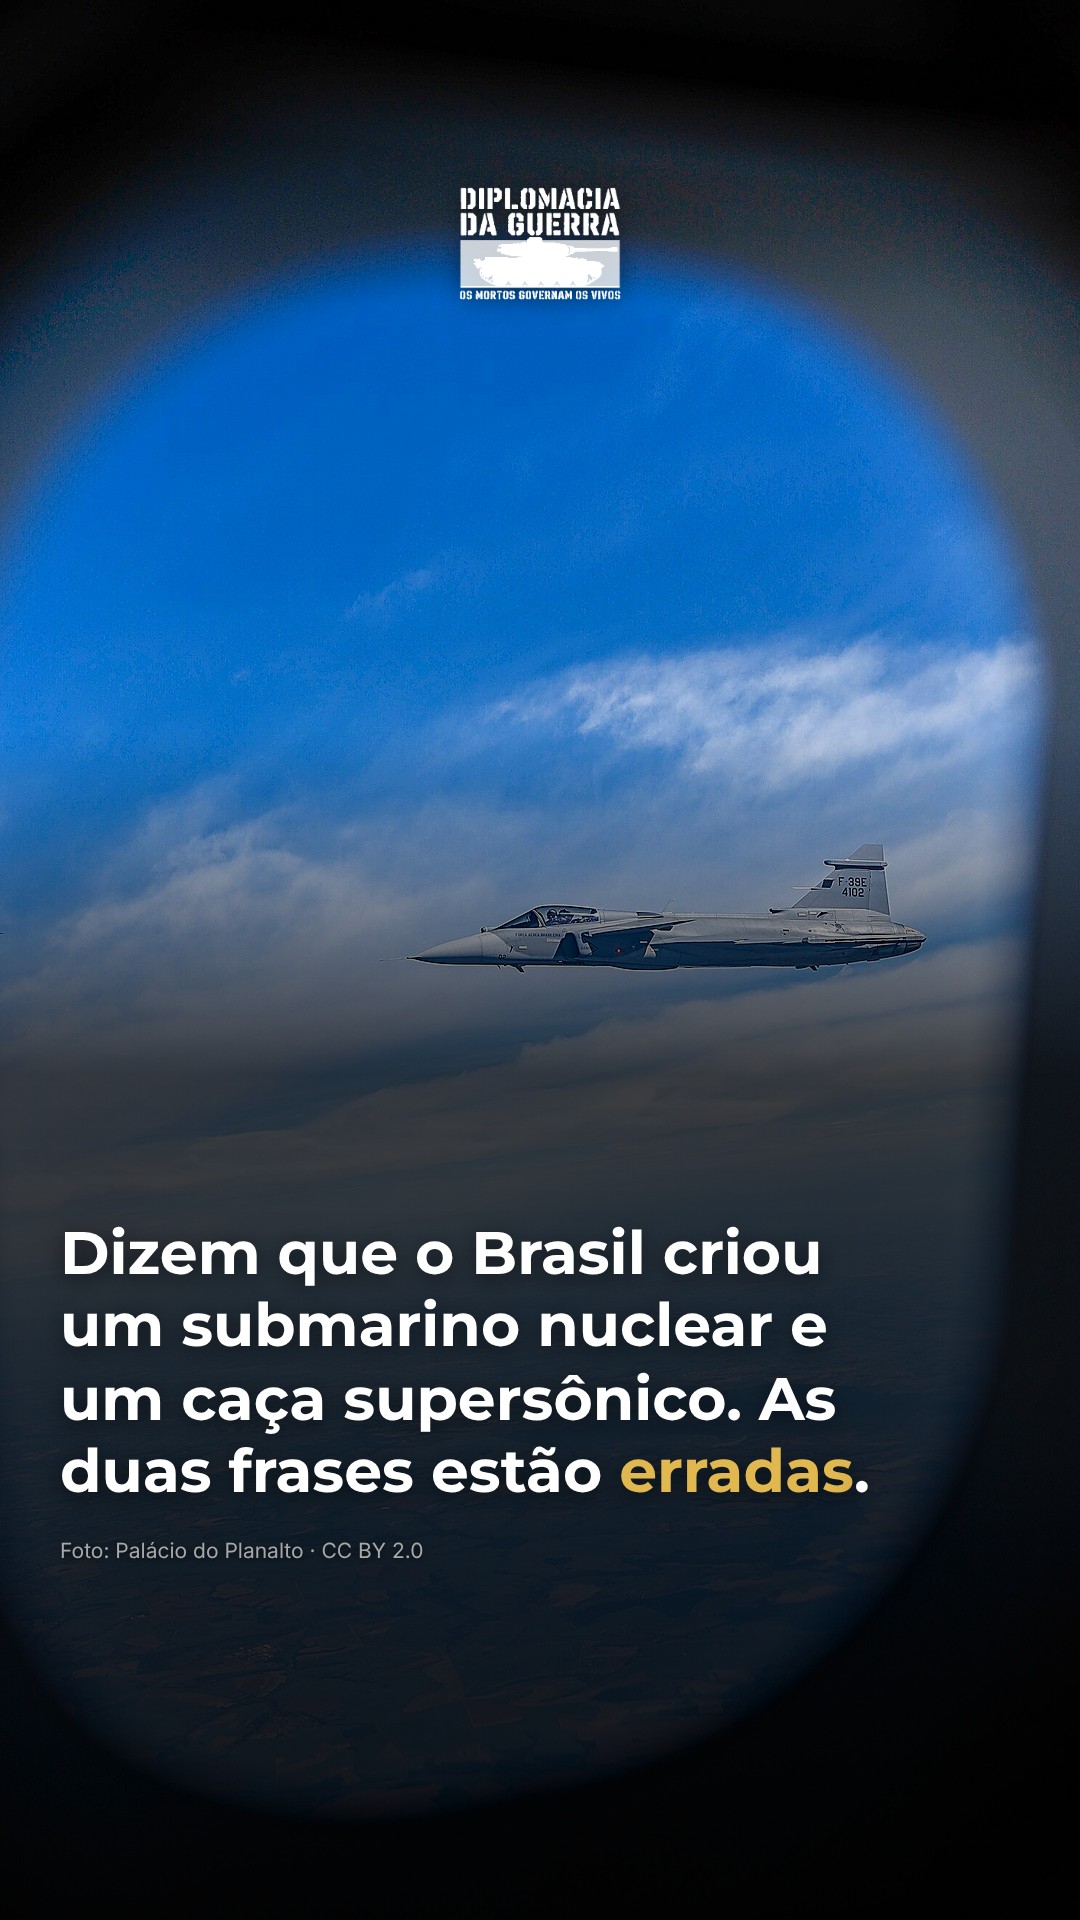 DIPLOMACIA
DA GUERRA
OS MORTOS GOVERNAM OS VIVOS
F-39E
4102
Dizem que o Brasil criou
um submarino nuclear e
um caça supersônico. As
duas frases estão erradas.
Foto: Palácio do Planalto · CC BY 2.0